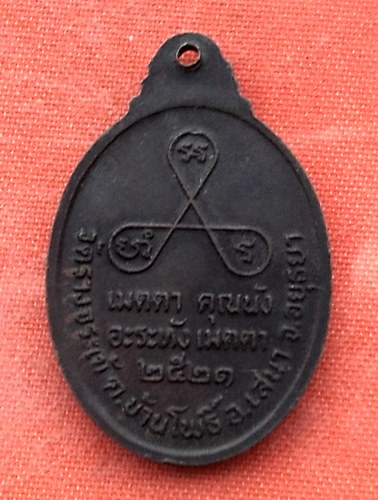 เมตตา คุณนัง
อะระหัง เมตตา
๒๕๒๑
วัดรางจระเข้ ต.บ้านโพธิ์ อ.เสนา จ.อยุธยา